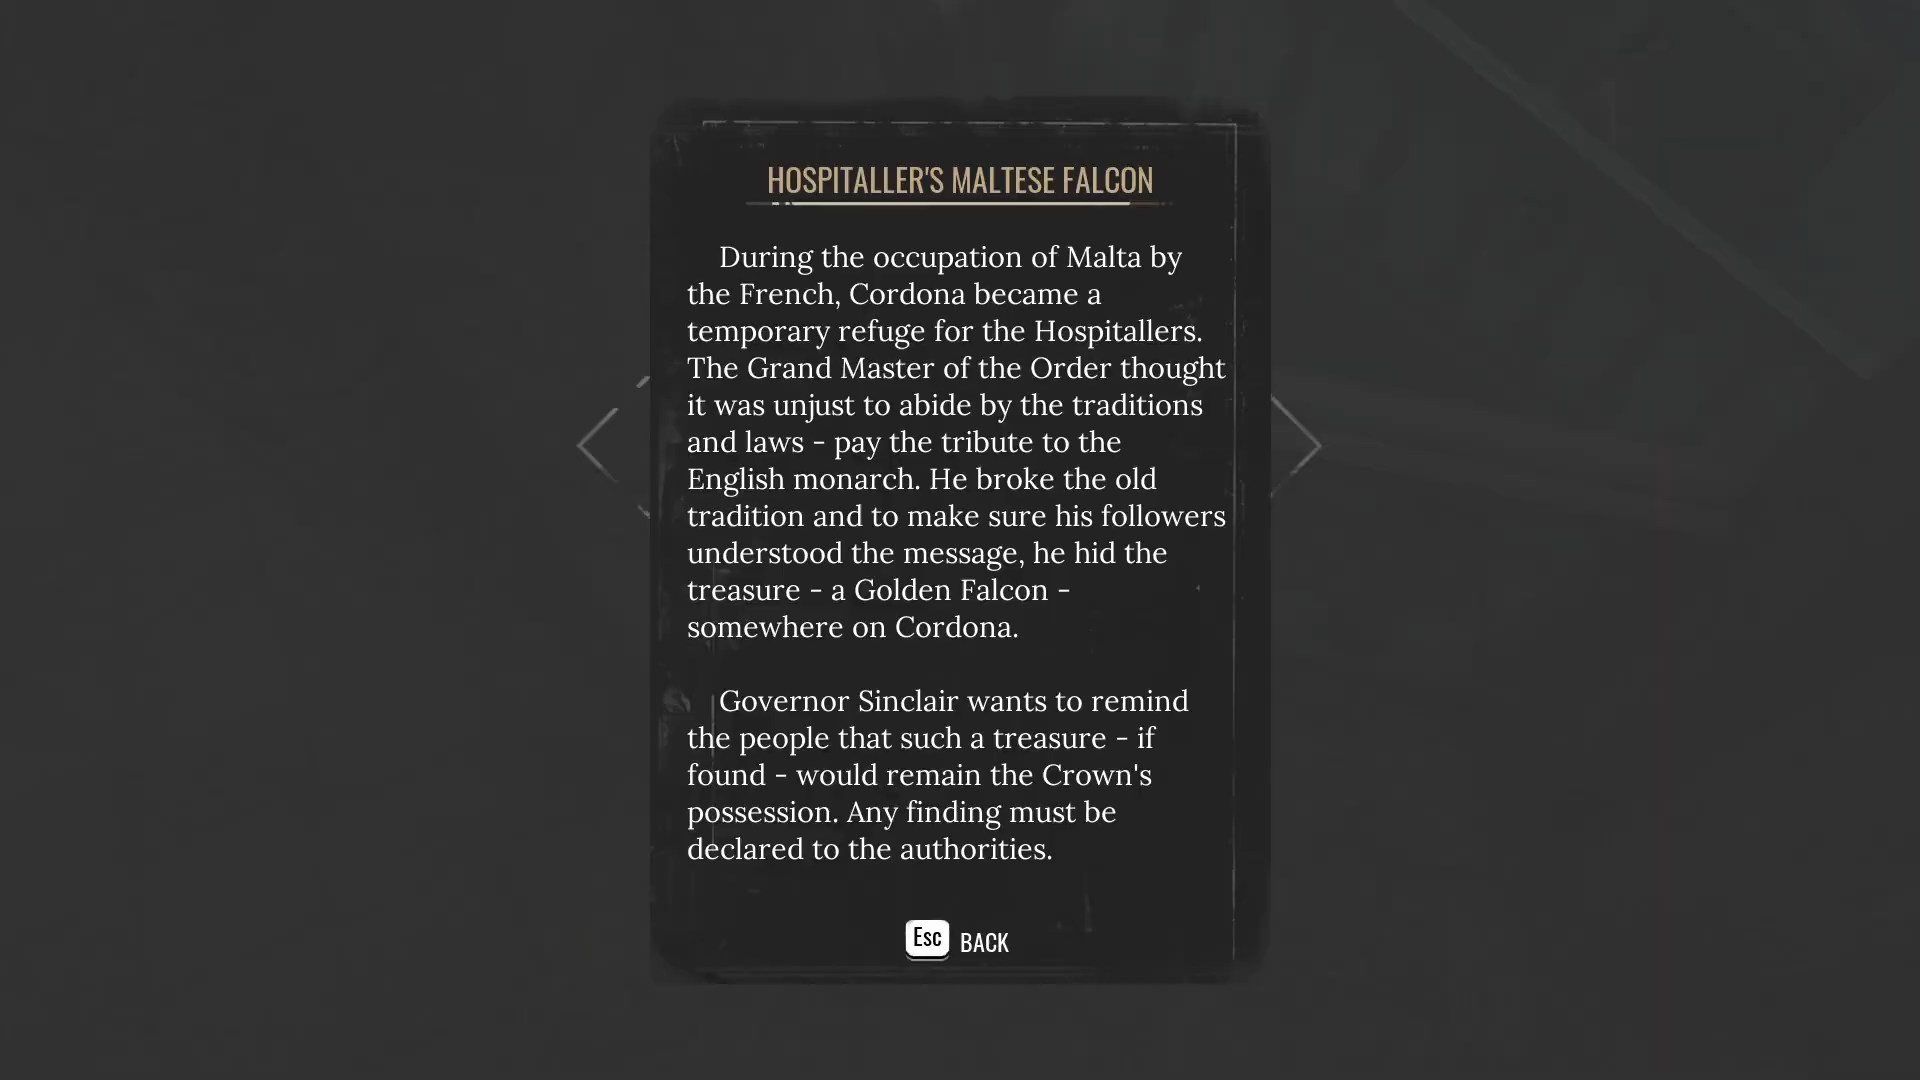 HOSPITALLER'S MALTESE FALCON
During the occupation of Malta by
the French, Cordona became a
temporary refuge for the Hospitallers.
The Grand Master of the Order thought
it was unjust to abide by the traditions
and laws - pay the tribute to the
English monarch. He broke the old
tradition and to make sure his followers
understood the message, he hid the
treasure - a Golden Falcon -
somewhere on Cordona.
Governor Sinclair wants to remind
the people that such a treasure - if
found - would remain the Crown's
possession. Any finding must be
declared to the authorities.
Esc BACK